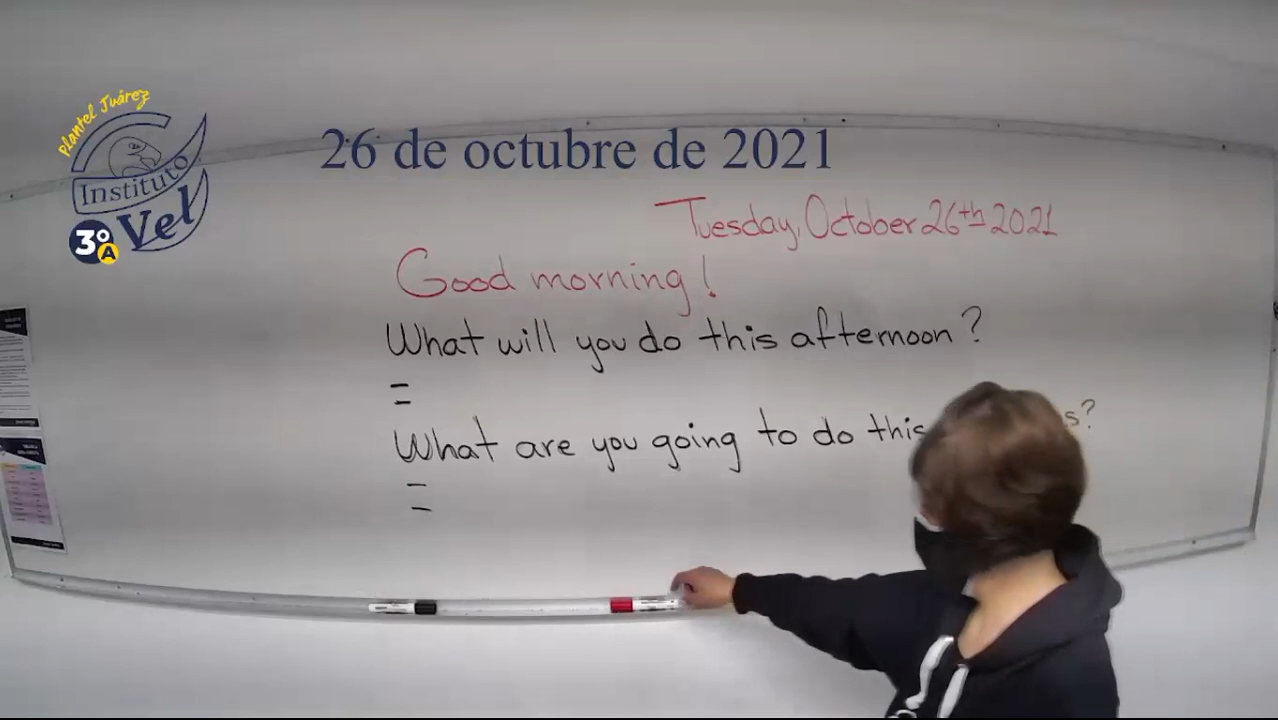 Plantel Juárez
Instituto
Vel
3° A
26 de octubre de 2021
Tuesday, October 26th 2021
Good morning!
What will you do this afternoon?
=
What are you going to do this s?
=